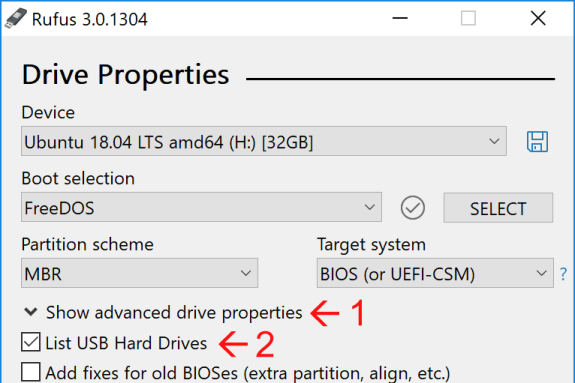 Rufus 3.0.1304
Drive Properties
Device
Ubuntu 18.04 LTS amd64 (H:) [32GB]
Boot selection
FreeDOS
SELECT
Partition scheme
Target system
MBR
BIOS (or UEFI-CSM)
?
Show advanced drive properties
1
List USB Hard Drives
2
Add fixes for old BIOSes (extra partition, align, etc.)